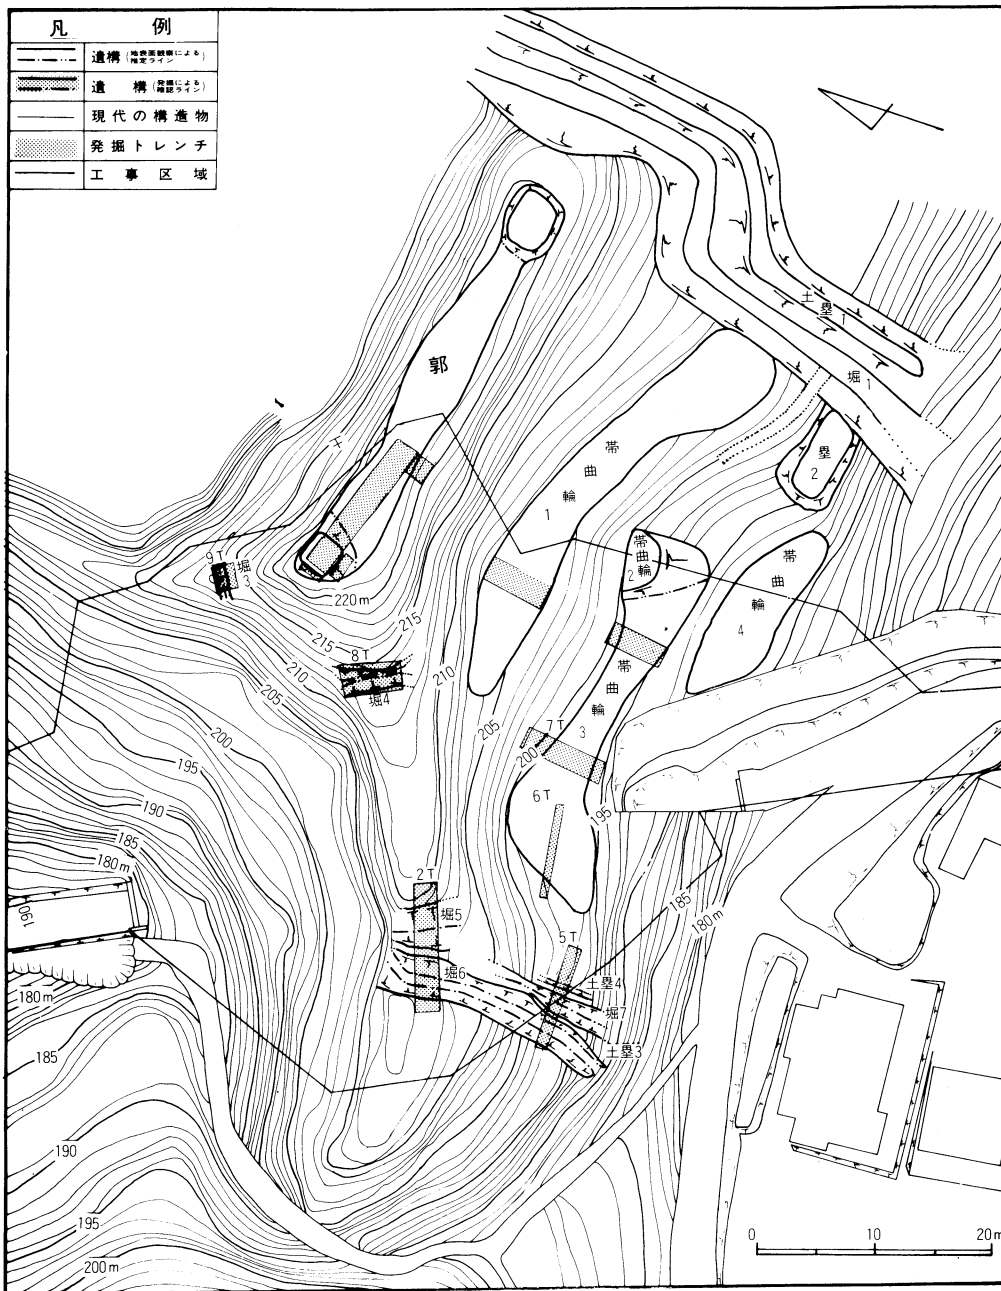 凡 例
遺構(地表面観察による推定ライン)
遺構(発掘による確認ライン)
現代の構造物
発掘トレンチ
工事区域
土塁1
堀1
郭
帯曲輪1
塁2
帯曲輪2
帯曲輪4
9T
堀3
220m
215
215
8T
210
210
堀4
205
205
帯曲輪3
7T
200
200
195
6T
195
190
185
180m
2T
185
180m
190
堀5
5T
堀6
土塁4
180m
堀7
土塁3
185
190
195
200m
0 10 20m